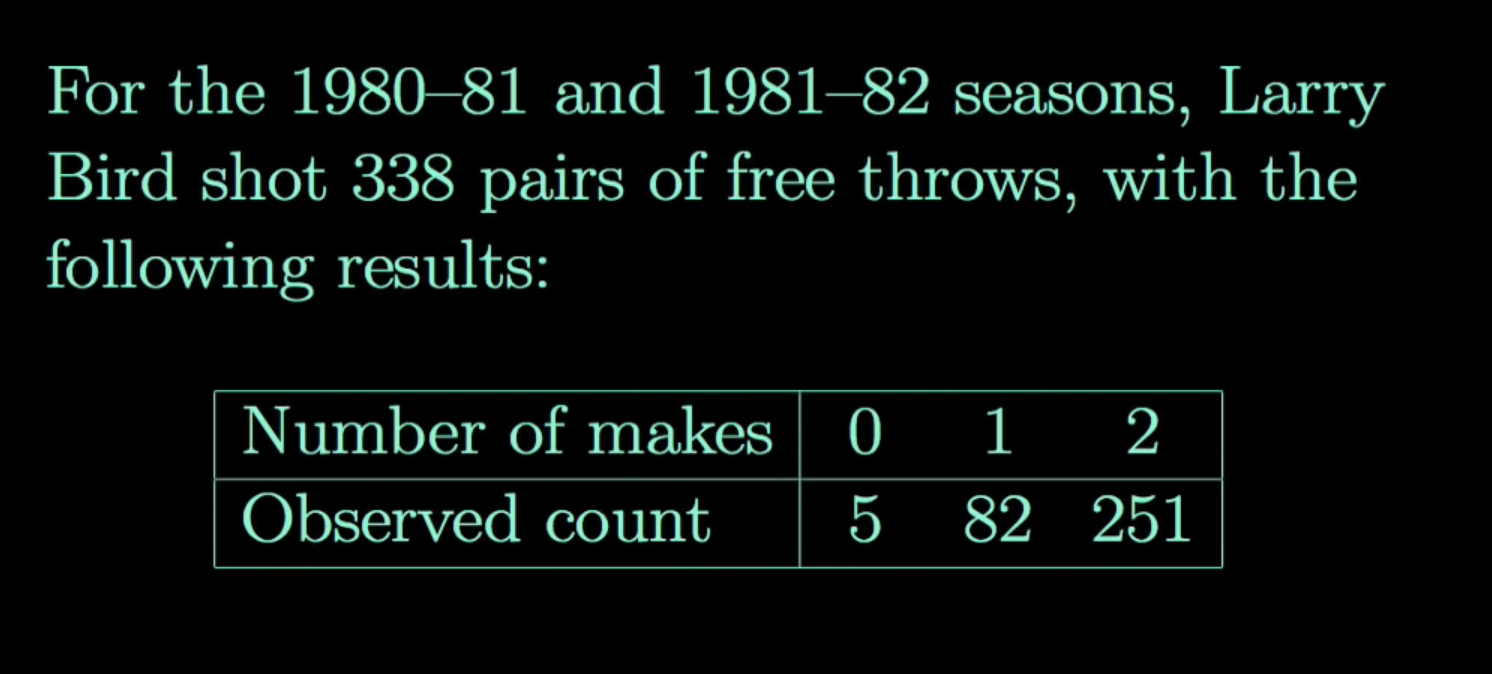 For the 1980–81 and 1981–82 seasons, Larry
Bird shot 338 pairs of free throws, with the
following results:
Number of makes 0 1 2
Observed count 5 82 251